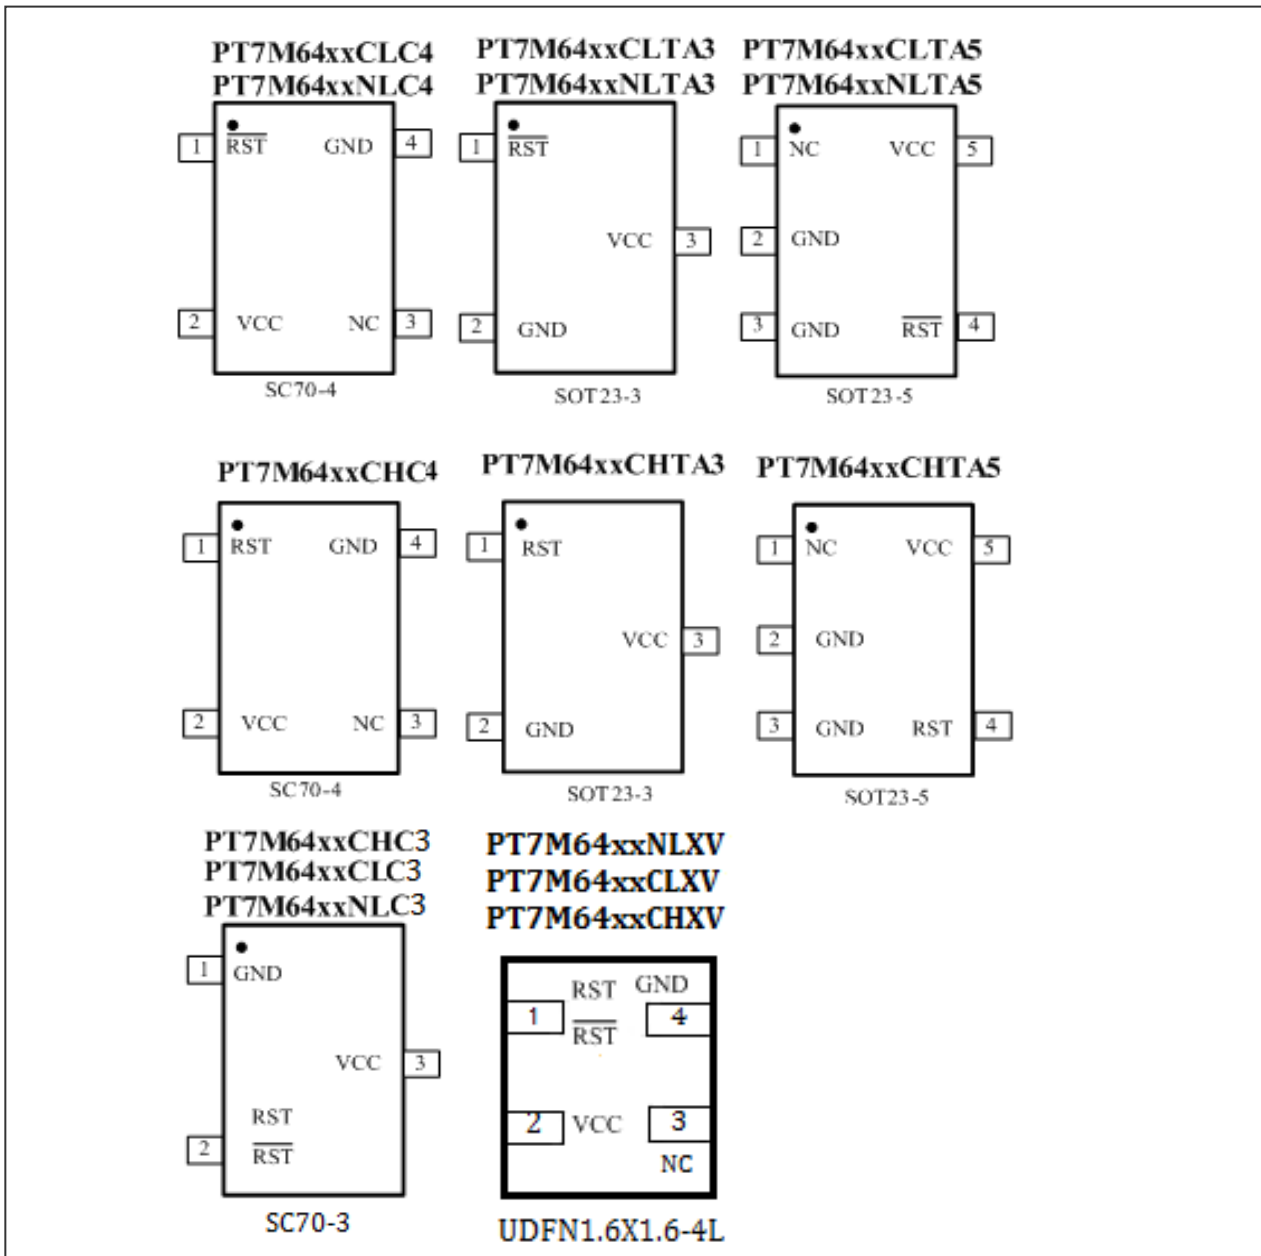 PT7M64xxCLC4
PT7M64xxNLC4
1 RST GND 4
2 VCC NC 3
SC70-4
PT7M64xxCLTA3
PT7M64xxNLTA3
1 RST
VCC 3
2 GND
SOT23-3
PT7M64xxCLTA5
PT7M64xxNLTA5
1 NC VCC 5
2 GND
3 GND RST 4
SOT23-5
PT7M64xxCHC4
1 RST GND 4
2 VCC NC 3
SC70-4
PT7M64xxCHTA3
1 RST
VCC 3
2 GND
SOT23-3
PT7M64xxCHTA5
1 NC VCC 5
2 GND
3 GND RST 4
SOT23-5
PT7M64xxCHC3
PT7M64xxCLC3
PT7M64xxNLC3
1 GND
VCC 3
RST
2 RST
SC70-3
PT7M64xxNLXV
PT7M64xxCLXV
PT7M64xxCHXV
RST GND
1 4
RST
2 VCC 3
NC
UDFN1.6X1.6-4L